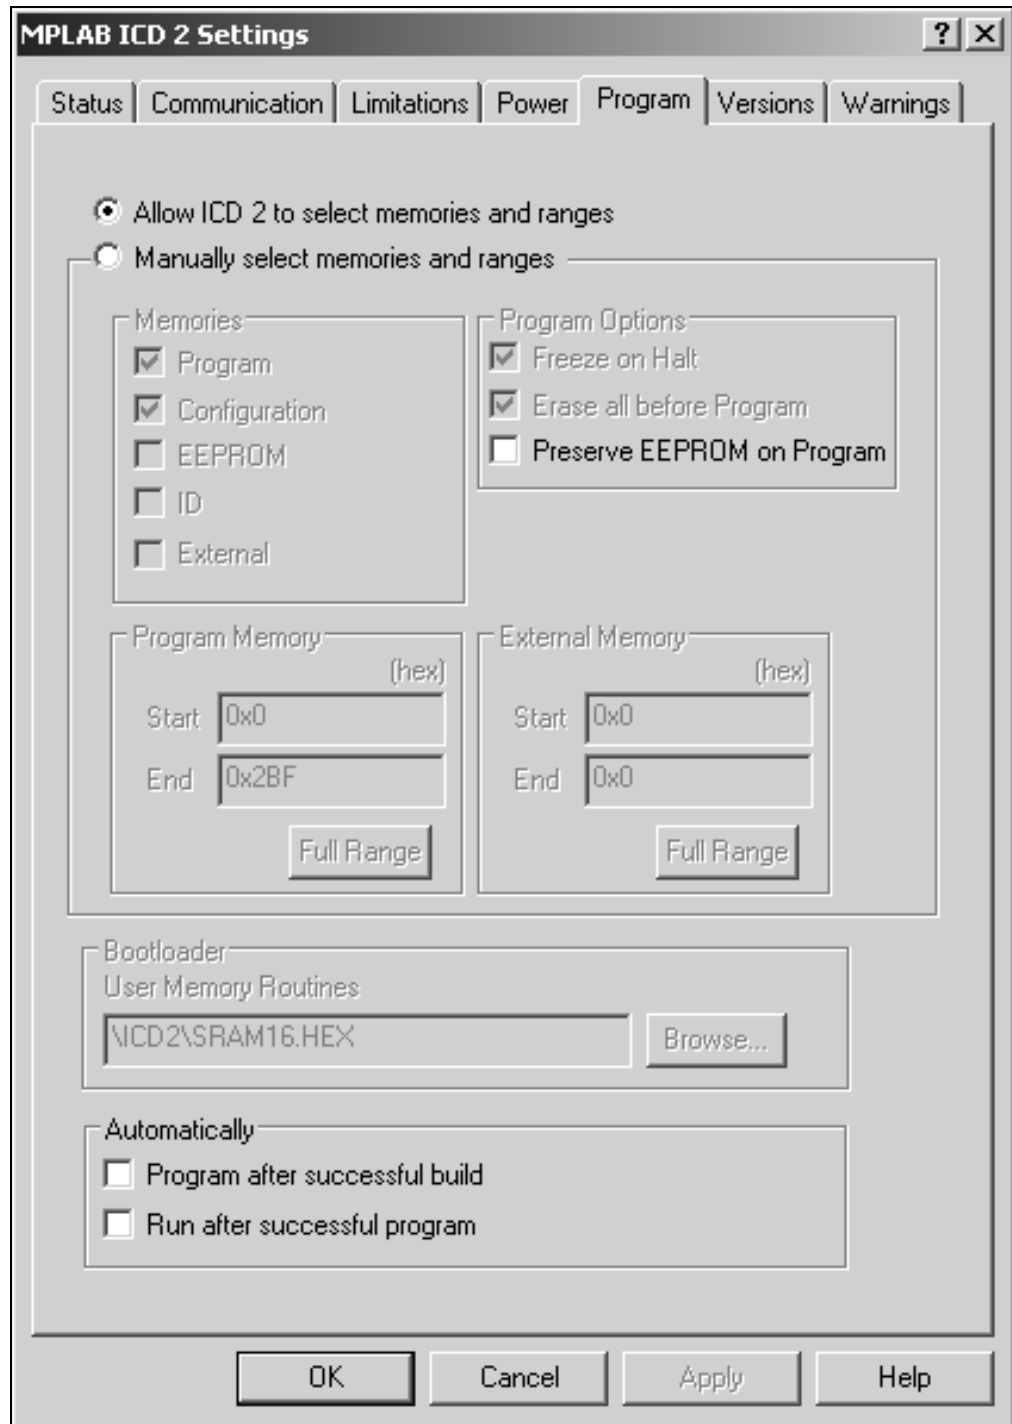 MPLAB ICD 2 Settings
Status Communication Limitations Power Program Versions Warnings
Allow ICD 2 to select memories and ranges
Manually select memories and ranges
Memories
Program
Configuration
EEPROM
ID
External
Program Options
Freeze on Halt
Erase all before Program
Preserve EEPROM on Program
Program Memory
(hex)
Start 0x0
End 0x2BF
Full Range
External Memory
(hex)
Start 0x0
End 0x0
Full Range
Bootloader
User Memory Routines
\ICD2\SRAM16.HEX Browse...
Automatically
Program after successful build
Run after successful program
OK Cancel Apply Help